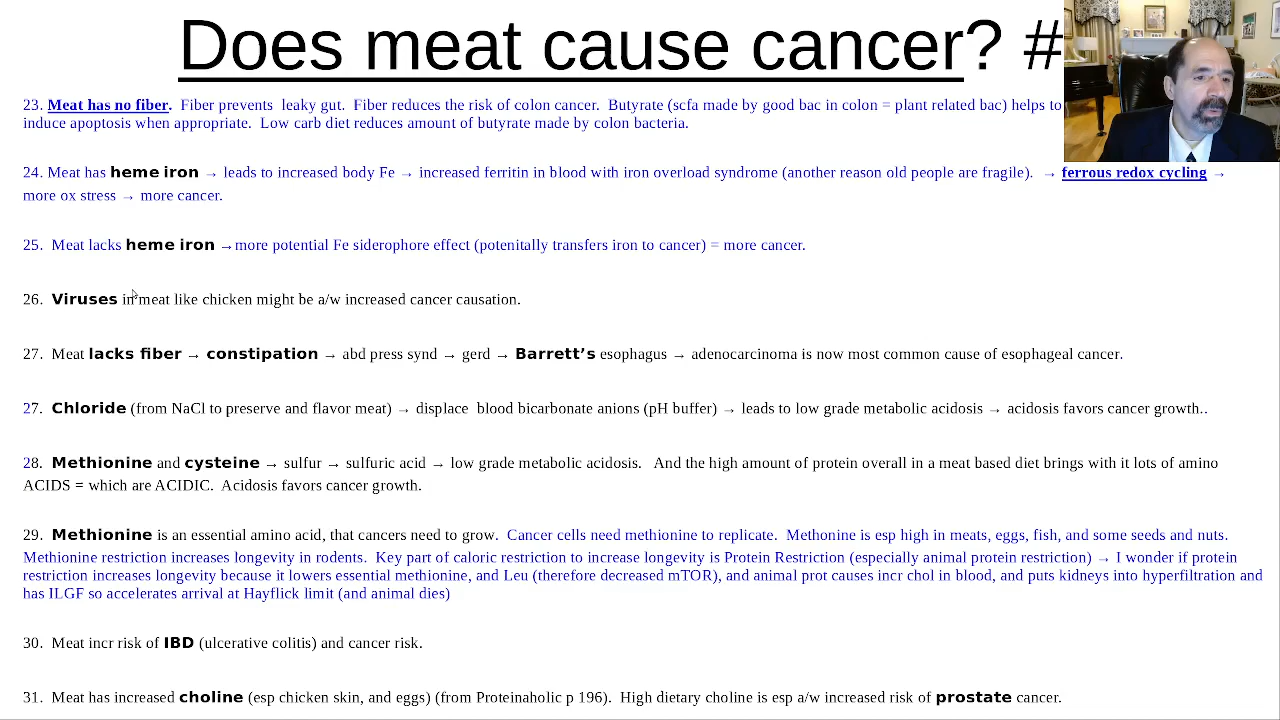 Does meat cause cancer? #
23. Meat has no fiber. Fiber prevents leaky gut. Fiber reduces the risk of colon cancer. Butyrate (scfa made by good bac in colon = plant related bac) helps to
induce apoptosis when appropriate. Low carb diet reduces amount of butyrate made by colon bacteria.
24. Meat has heme iron → leads to increased body Fe → increased ferritin in blood with iron overload syndrome (another reason old people are fragile). → ferrous redox cycling →
more ox stress → more cancer.
25. Meat lacks heme iron →more potential Fe siderophore effect (potenitally transfers iron to cancer) = more cancer.
26. Viruses in meat like chicken might be a/w increased cancer causation.
27. Meat lacks fiber → constipation → abd press synd → gerd → Barrett's esophagus → adenocarcinoma is now most common cause of esophageal cancer.
27. Chloride (from NaCl to preserve and flavor meat) → displace blood bicarbonate anions (pH buffer) → leads to low grade metabolic acidosis → acidosis favors cancer growth..
28. Methionine and cysteine → sulfur → sulfuric acid → low grade metabolic acidosis. And the high amount of protein overall in a meat based diet brings with it lots of amino
ACIDS = which are ACIDIC. Acidosis favors cancer growth.
29. Methionine is an essential amino acid, that cancers need to grow. Cancer cells need methionine to replicate. Methonine is esp high in meats, eggs, fish, and some seeds and nuts.
Methionine restriction increases longevity in rodents. Key part of caloric restriction to increase longevity is Protein Restriction (especially animal protein restriction) → I wonder if protein
restriction increases longevity because it lowers essential methionine, and Leu (therefore decreased mTOR), and animal prot causes incr chol in blood, and puts kidneys into hyperfiltration and
has ILGF so accelerates arrival at Hayflick limit (and animal dies)
30. Meat incr risk of IBD (ulcerative colitis) and cancer risk.
31. Meat has increased choline (esp chicken skin, and eggs) (from Proteinaholic p 196). High dietary choline is esp a/w increased risk of prostate cancer.